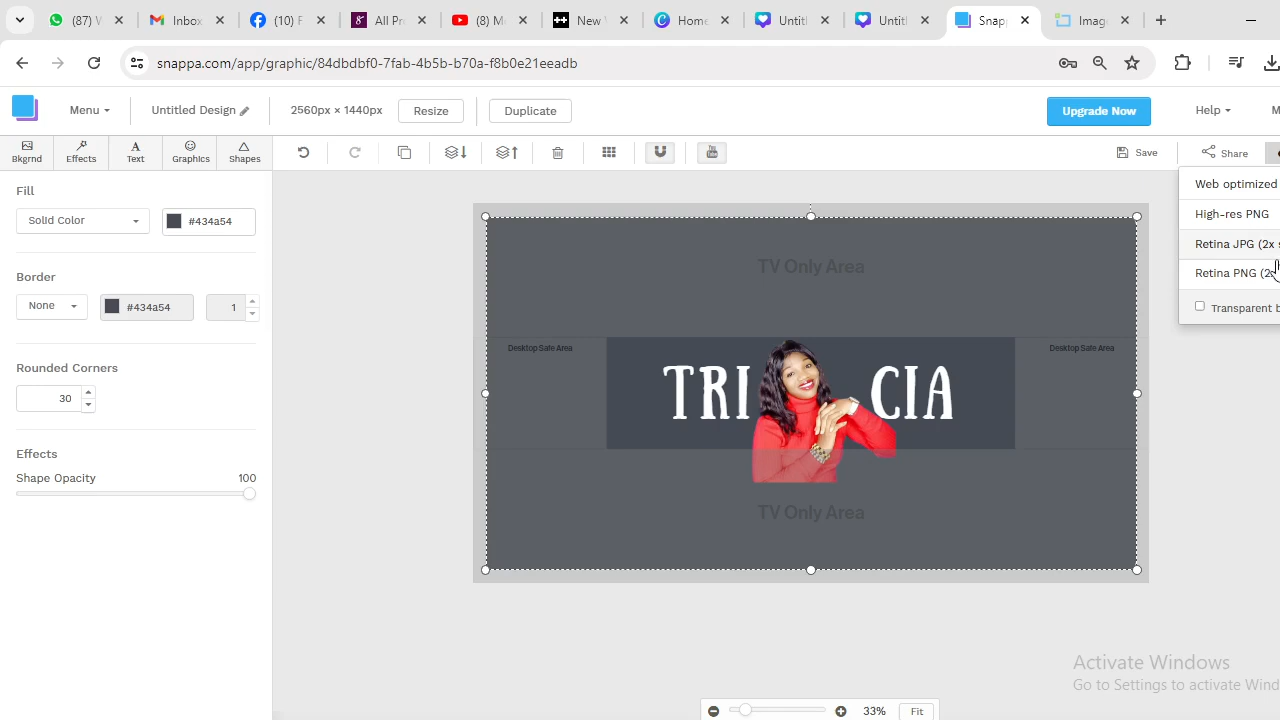 (87) W
Inbox
(10) F
All Pr
(8) M
New
Home
Untitl
Untitl
Snapp
Imag
snappa.com/app/graphic/84dbdbf0-7fab-4b5b-b70a-f8b0e21eeadb
Menu
Untitled Design
2560px × 1440px
Resize
Duplicate
Upgrade Now
Help
M
Bkgrnd
Effects
Text
Graphics
Shapes
Save
Share
Fill
Solid Color
#434a54
Border
None
#434a54
1
Rounded Corners
30
Effects
Shape Opacity
100
Web optimized
High-res PNG
Retina JPG (2x s
Retina PNG (2x
Transparent b
TV Only Area
Desktop Safe Area
Desktop Safe Area
TRI CIA
TV Only Area
Activate Windows
Go to Settings to activate Wind
33%
Fit